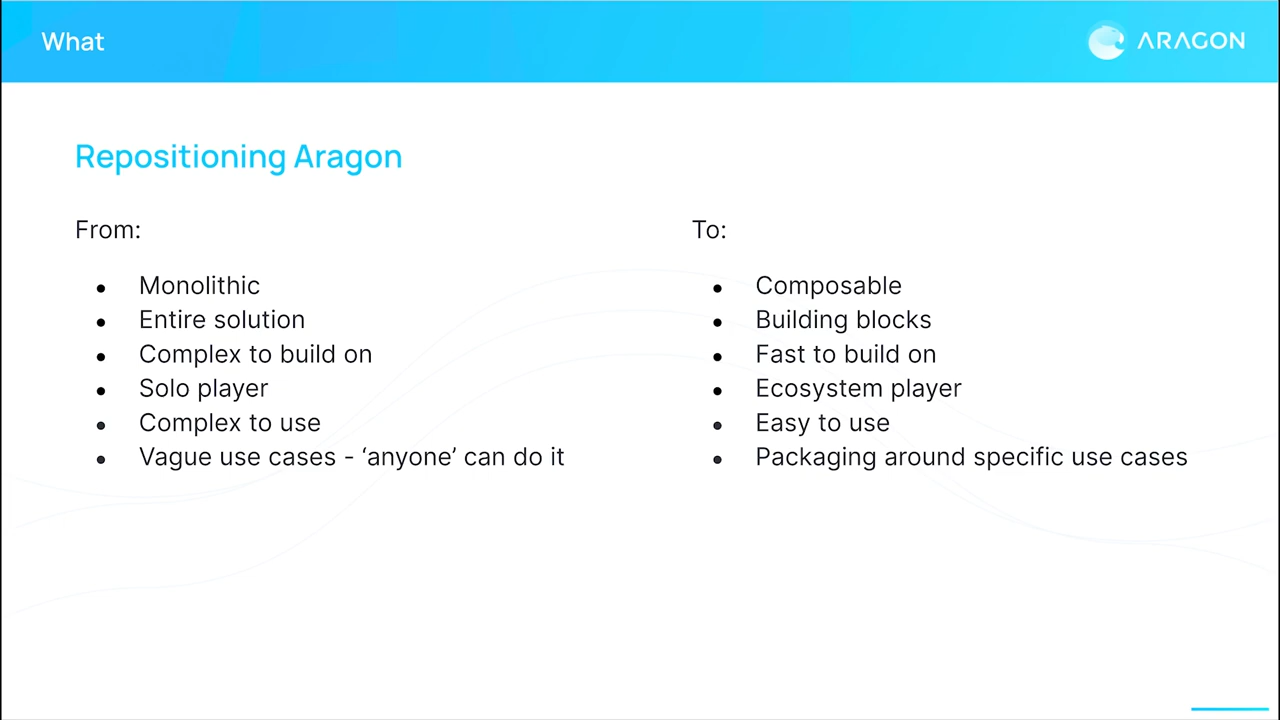 What
ARAGON
Repositioning Aragon
From:
● Monolithic
● Entire solution
● Complex to build on
● Solo player
● Complex to use
● Vague use cases - ‘anyone’ can do it
To:
● Composable
● Building blocks
● Fast to build on
● Ecosystem player
● Easy to use
● Packaging around specific use cases